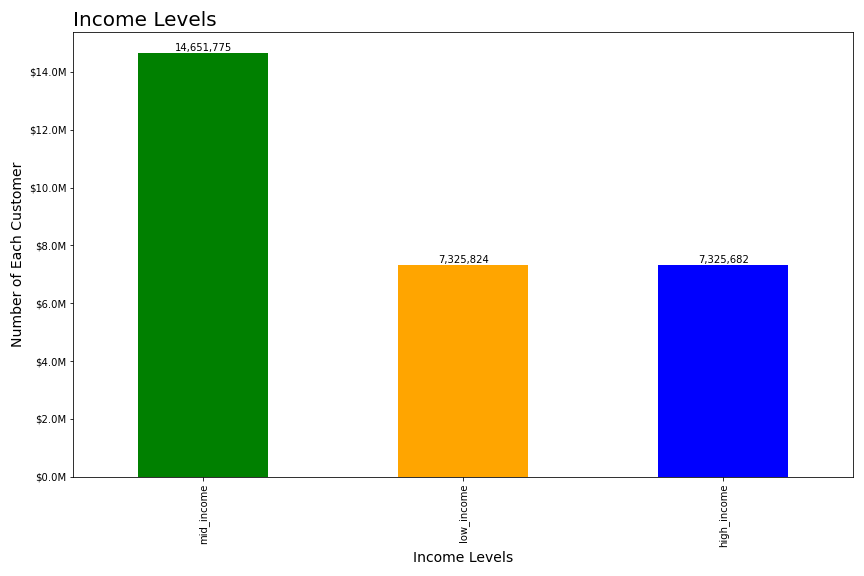 Income Levels
14,651,775
7,325,824
7,325,682
Number of Each Customer
$14.0M
$12.0M
$10.0M
$8.0M
$6.0M
$4.0M
$2.0M
$0.0M
mid_income
low_income
high_income
Income Levels